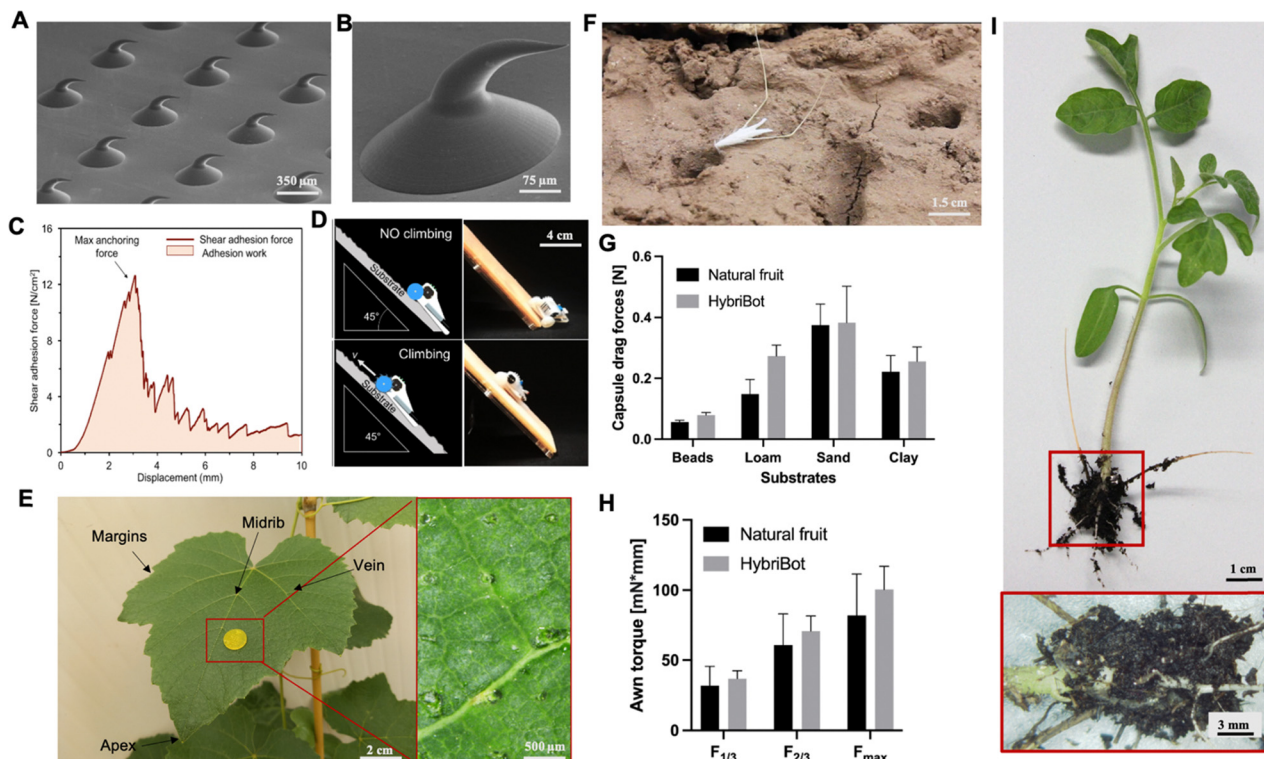 A
350 µm
B
75 µm
C
16
12
8
4
0
Shear adhesion force [N/cm²]
Max anchoring
force
Shear adhesion force
Adhesion work
0
2
4
6
8
10
Displacement (mm)
D
NO climbing
Substrate
45°
4 cm
Climbing
v
Substrate
45°
E
Margins
Midrib
Vein
Apex
2 cm
500 µm
F
1.5 cm
G
Capsule drag forces [N]
0.6
0.4
0.2
0.0
Natural fruit
HybriBot
Beads
Loam
Sand
Clay
Substrates
H
Awn torque [mN*mm]
150
100
50
0
Natural fruit
HybriBot
F1/3
F2/3
Fmax
I
1 cm
3 mm